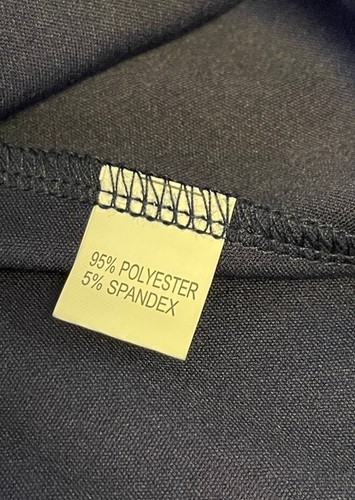 95% POLYESTER
5% SPANDEX